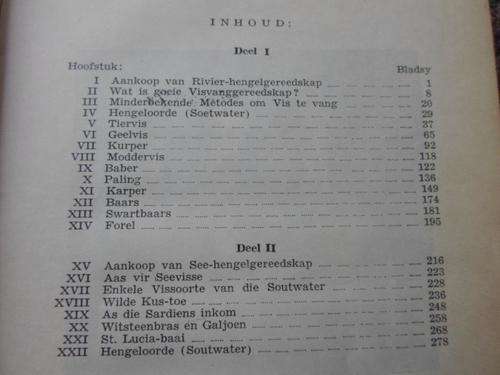 INHOUD:
Deel I
Hoofstuk: Bladsy
I Aankoop van Rivier-hengelgereedskap 1
II Wat is goeie Visvanggereedskap? 8
III Minderbekende Metodes om Vis te vang 20
IV Hengeloorde (Soetwater) 29
V Tiervis 37
VI Geelvis 65
VII Kurper 92
VIII Moddervis 118
IX Baber 122
X Paling 136
XI Karper 149
XII Baars 174
XIII Swartbaars 181
XIV Forel 195
Deel II
XV Aankoop van See-hengelgereedskap 216
XVI Aas vir Seevisse 223
XVII Enkele Vissoorte van die Soutwater 228
XVIII Wilde Kus-toe 236
XIX As die Sardiens inkom 248
XX Witsteenbras en Galjoen 258
XXI St. Lucia-baai 268
XXII Hengeloorde (Soutwater) 278